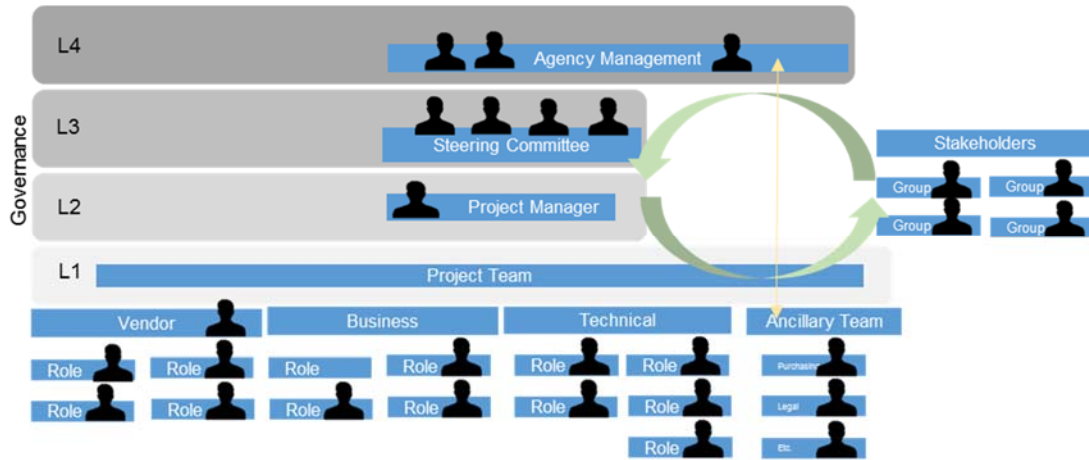 Governance
L4
Agency Management
L3
Steering Committee
L2
Project Manager
L1
Project Team
Stakeholders
Group Group
Group Group
Vendor Business Technical Ancillary Team
Role Role Role Role Role Role Purchasing
Role Role Role Role Role Role Legal
Role Etc.